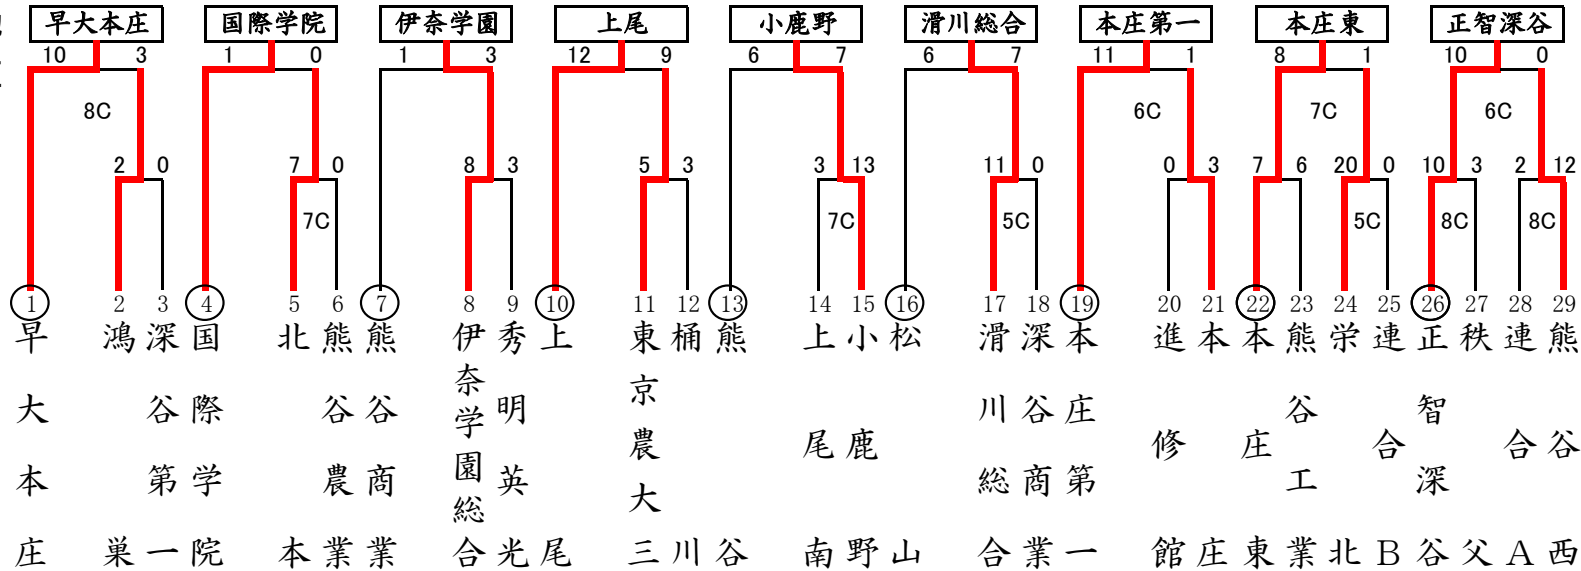 早大本庄 国際学院 伊奈学園 上尾 小鹿野 滑川総合 本庄第一 本庄東 正智深谷
10 3 1 0 1 3 12 9 6 7 6 7 11 1 8 1 10 0
8C 6C 7C 6C
2 0 7 0 8 3 5 3 3 13 11 0 0 3 7 6 20 0 10 3 2 12
7C 7C 5C 5C 8C 8C
1 2 3 4 5 6 7 8 9 10 11 12 13 14 15 16 17 18 19 20 21 22 23 24 25 26 27 28 29
早大本庄
鴻巣
深谷第一
国際学院
北本
熊谷農業
熊谷商業
伊奈学園総合
秀明英光
上尾
東京農大三
桶川
熊谷
上尾南
小鹿野
松山
滑川総合
深谷商業
本庄第一
進修館
本庄
本庄東
熊谷工業
栄北
連合B
正智深谷
秩父
連合A
熊谷西